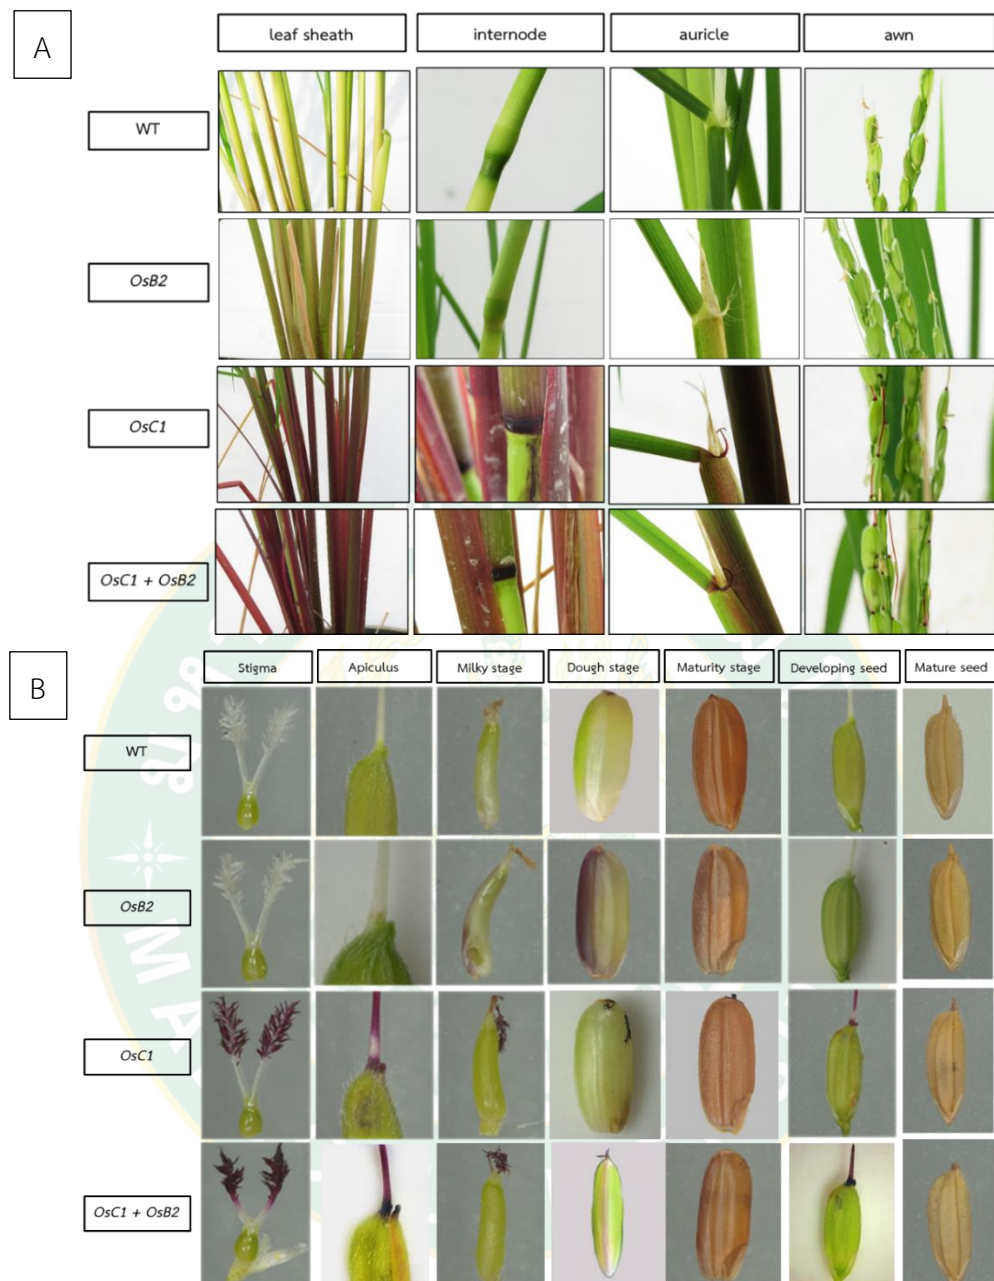 A
leaf sheath internode auricle awn
WT
OsB2
OsC1
OsC1 + OsB2
B
Stigma Apiculus Milky stage Dough stage Maturity stage Developing seed Mature seed
WT
OsB2
OsC1
OsC1 + OsB2